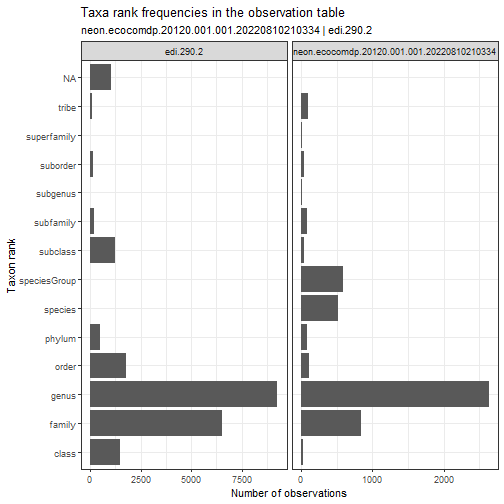 Taxa rank frequencies in the observation table
neon.ecocomdp.20120.001.001.20220810210334 | edi.290.2
edi.290.2
neon.ecocomdp.20120.001.001.20220810210334
Taxon rank
NA
tribe
superfamily
suborder
subgenus
subfamily
subclass
speciesGroup
species
phylum
order
genus
family
class
0 2500 5000 7500
0 1000 2000
Number of observations